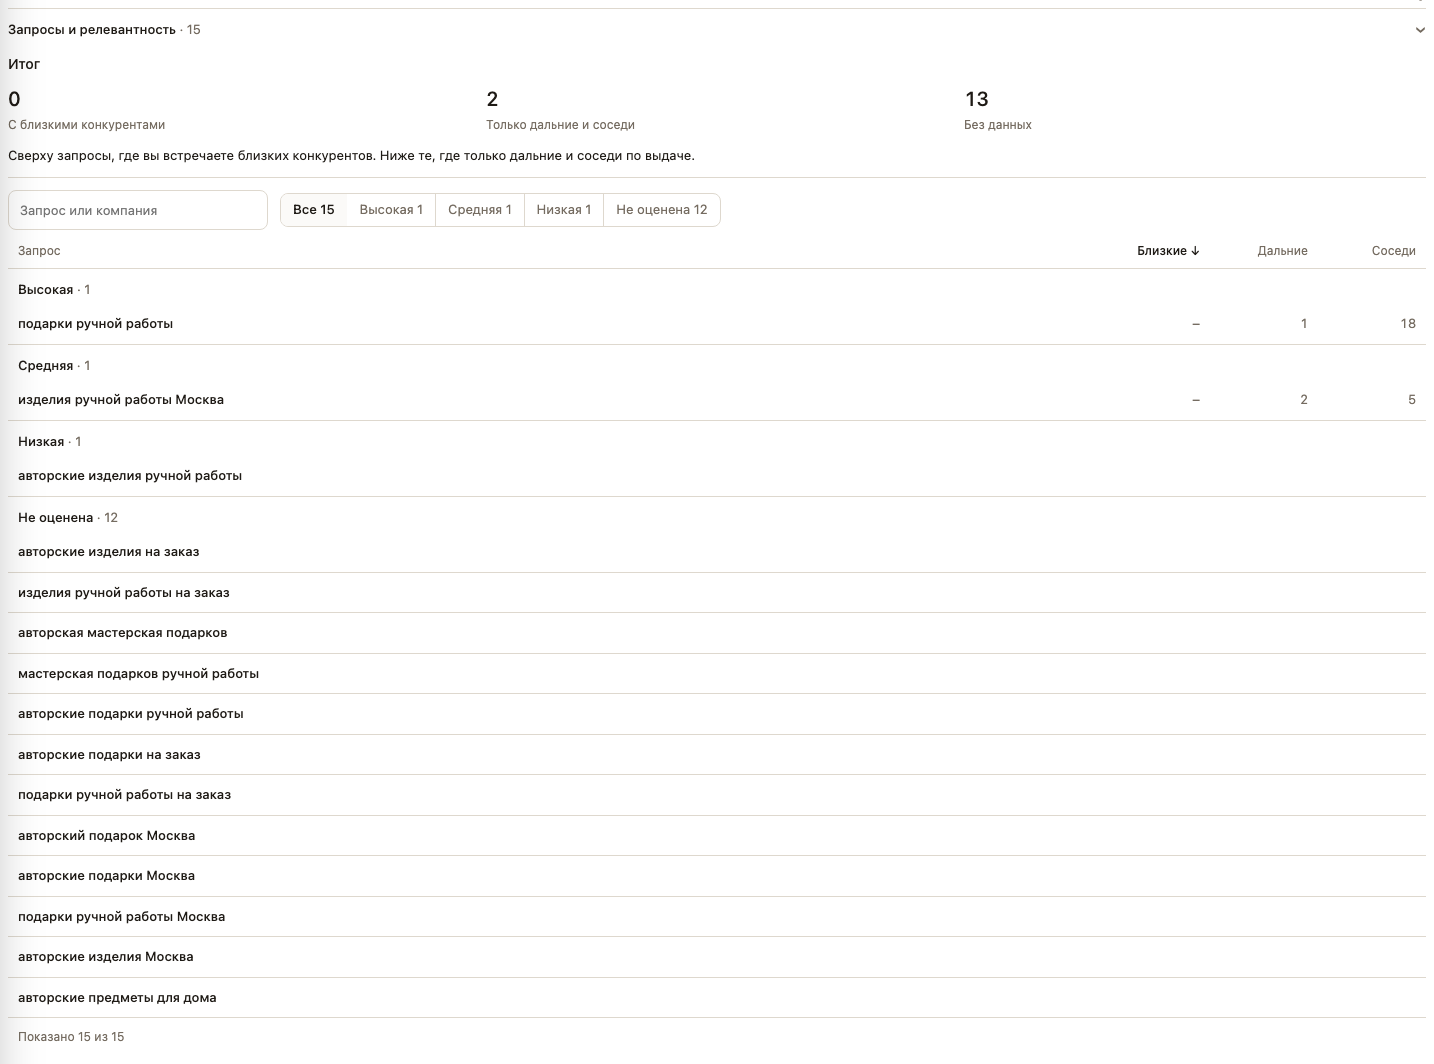 Запросы и релевантность · 15
Итог
0 2 13
С близкими конкурентами Только дальние и соседи Без данных
Сверху запросы, где вы встречаете близких конкурентов. Ниже те, где только дальние и соседи по выдаче.
Запрос или компания Все 15 Высокая 1 Средняя 1 Низкая 1 Не оценена 12
Запрос Близкие ↓ Дальние Соседи
Высокая · 1
подарки ручной работы – 1 18
Средняя · 1
изделия ручной работы Москва – 2 5
Низкая · 1
авторские изделия ручной работы
Не оценена · 12
авторские изделия на заказ
изделия ручной работы на заказ
авторская мастерская подарков
мастерская подарков ручной работы
авторские подарки ручной работы
авторские подарки на заказ
подарки ручной работы на заказ
авторский подарок Москва
авторские подарки Москва
подарки ручной работы Москва
авторские изделия Москва
авторские предметы для дома
Показано 15 из 15